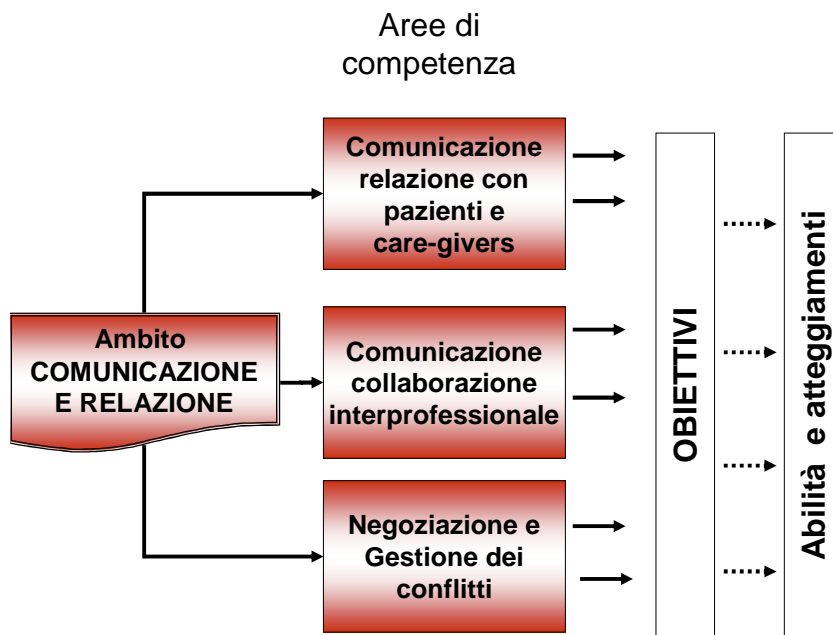 Aree di
competenza
Comunicazione
relazione con
pazienti e
care-givers
Ambito
COMUNICAZIONE
E RELAZIONE
Comunicazione
collaborazione
interprofessionale
Negoziazione e
Gestione dei
conflitti
OBIETTIVI
Abilità e atteggiamenti